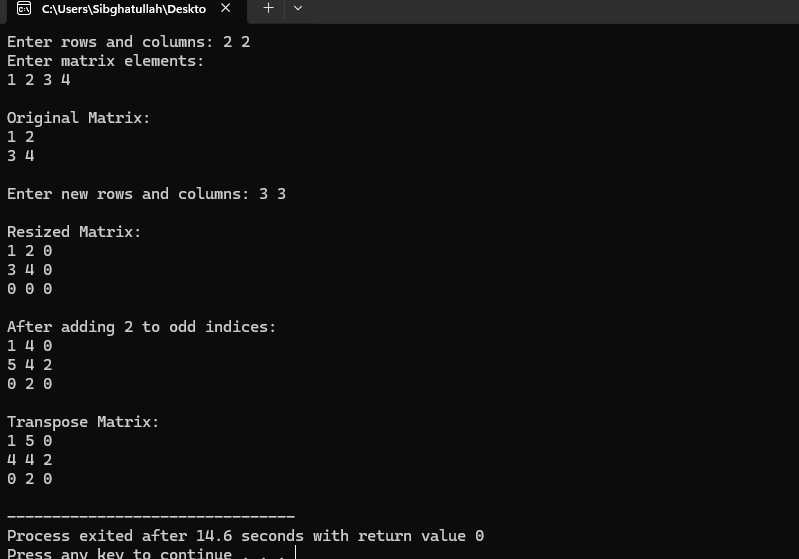 C:\Users\Sibghatullah\Deskto
Enter rows and columns: 2 2
Enter matrix elements:
1 2 3 4
Original Matrix:
1 2
3 4
Enter new rows and columns: 3 3
Resized Matrix:
1 2 0
3 4 0
0 0 0
After adding 2 to odd indices:
1 4 0
5 4 2
0 2 0
Transpose Matrix:
1 5 0
4 4 2
0 2 0
--------------------------------
Process exited after 14.6 seconds with return value 0
Press any key to continue . . .